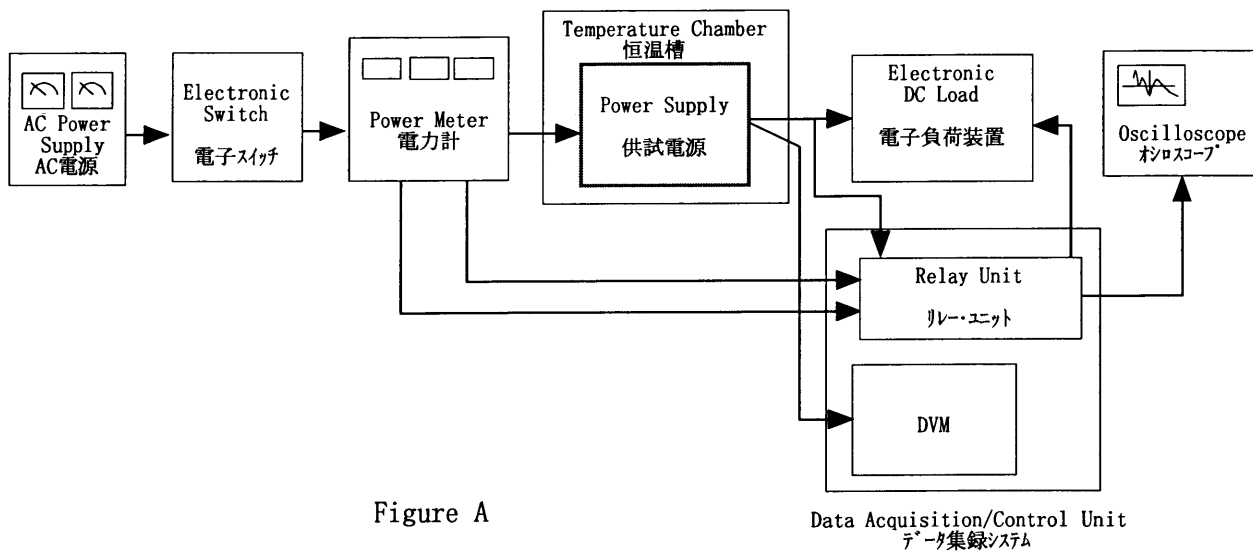 AC Power
Supply
AC電源
Electronic
Switch
電子スイッチ
Power Meter
電力計
Temperature Chamber
恒温槽
Power Supply
供試電源
Electronic
DC Load
電子負荷装置
Oscilloscope
オシロスコープ
Relay Unit
リレー・ユニット
DVM
Figure A
Data Acquisition/Control Unit
データ集録システム